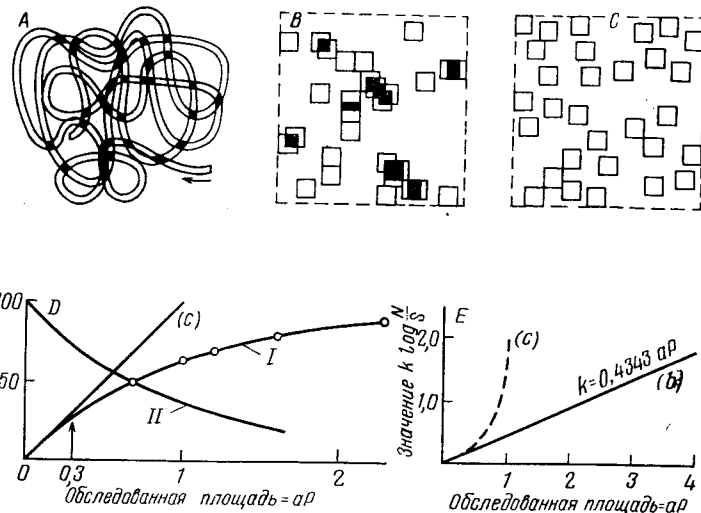 A
B
C
D
100
50
(c)
I
II
0
0,3
1
2
Обследованная площадь=aP
Значение k log N/S
E
2,0
1,0
(c)
k=0,4343 aP
(b)
0
1
2
3
4
Обследованная площадь=aP